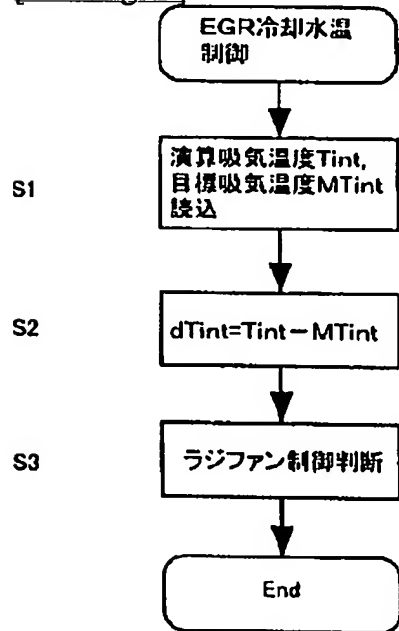 EGR冷却水温
制御
S1
演算吸気温度Tint,
目標吸気温度MTint
読込
S2
dTint=Tint－MTint
S3
ラジファン制御判断
End